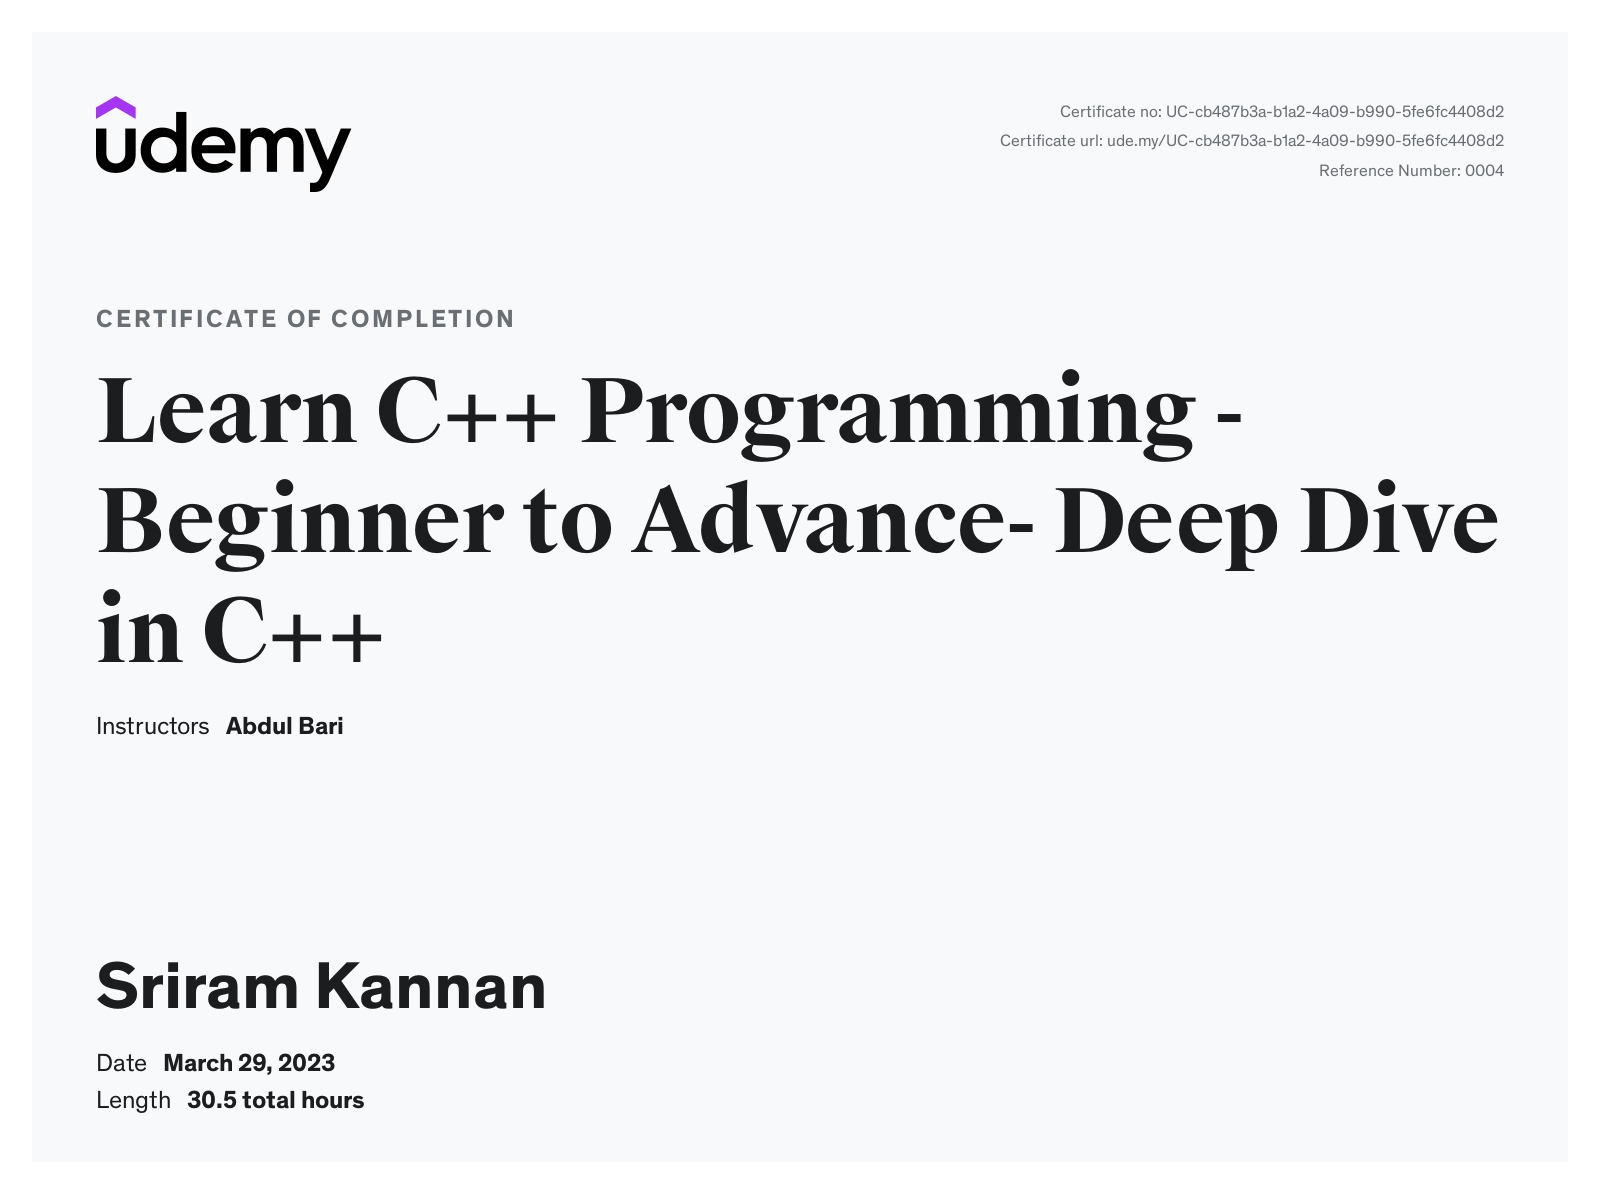 udemy
Certificate no: UC-cb487b3a-b1a2-4a09-b990-5fe6fc4408d2
Certificate url: ude.my/UC-cb487b3a-b1a2-4a09-b990-5fe6fc4408d2
Reference Number: 0004
CERTIFICATE OF COMPLETION
Learn C++ Programming -
Beginner to Advance- Deep Dive
in C++
Instructors Abdul Bari
Sriram Kannan
Date March 29, 2023
Length 30.5 total hours